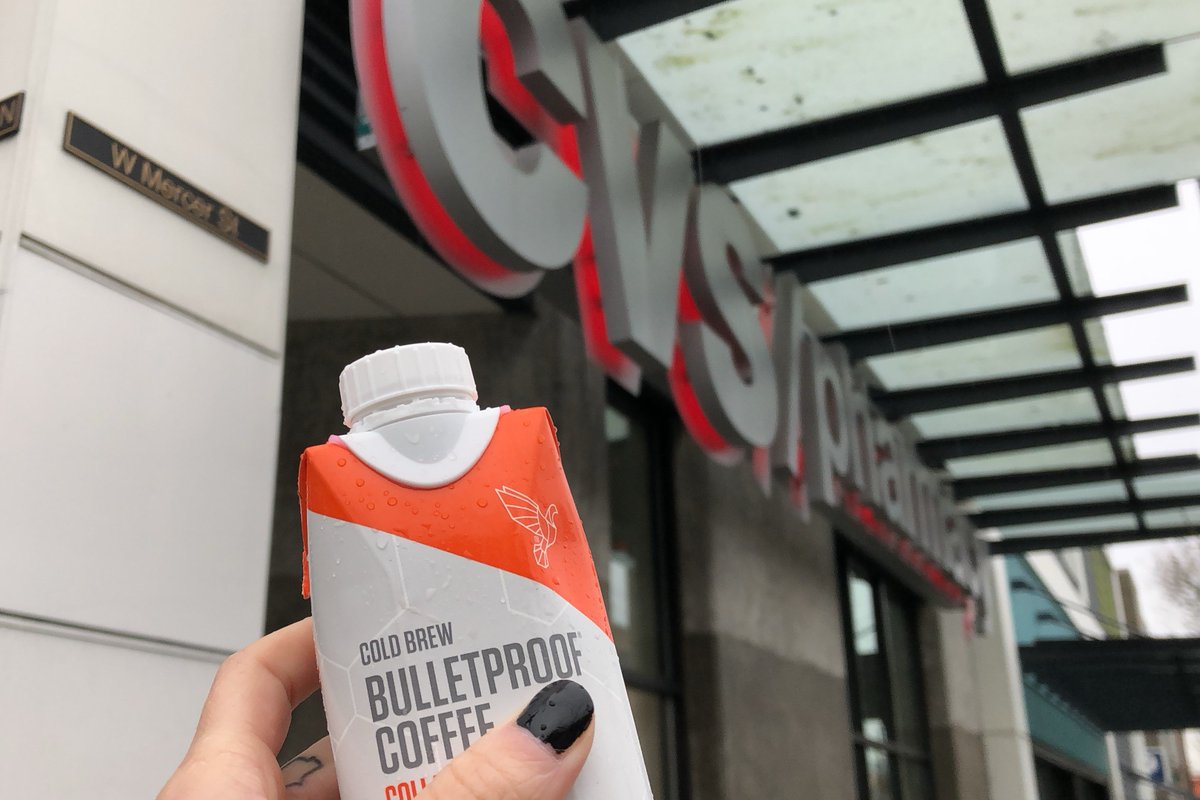 N
W Mercer St
CVS/pharmacy
COLD BREW
BULLETPROOF®
COFFEE